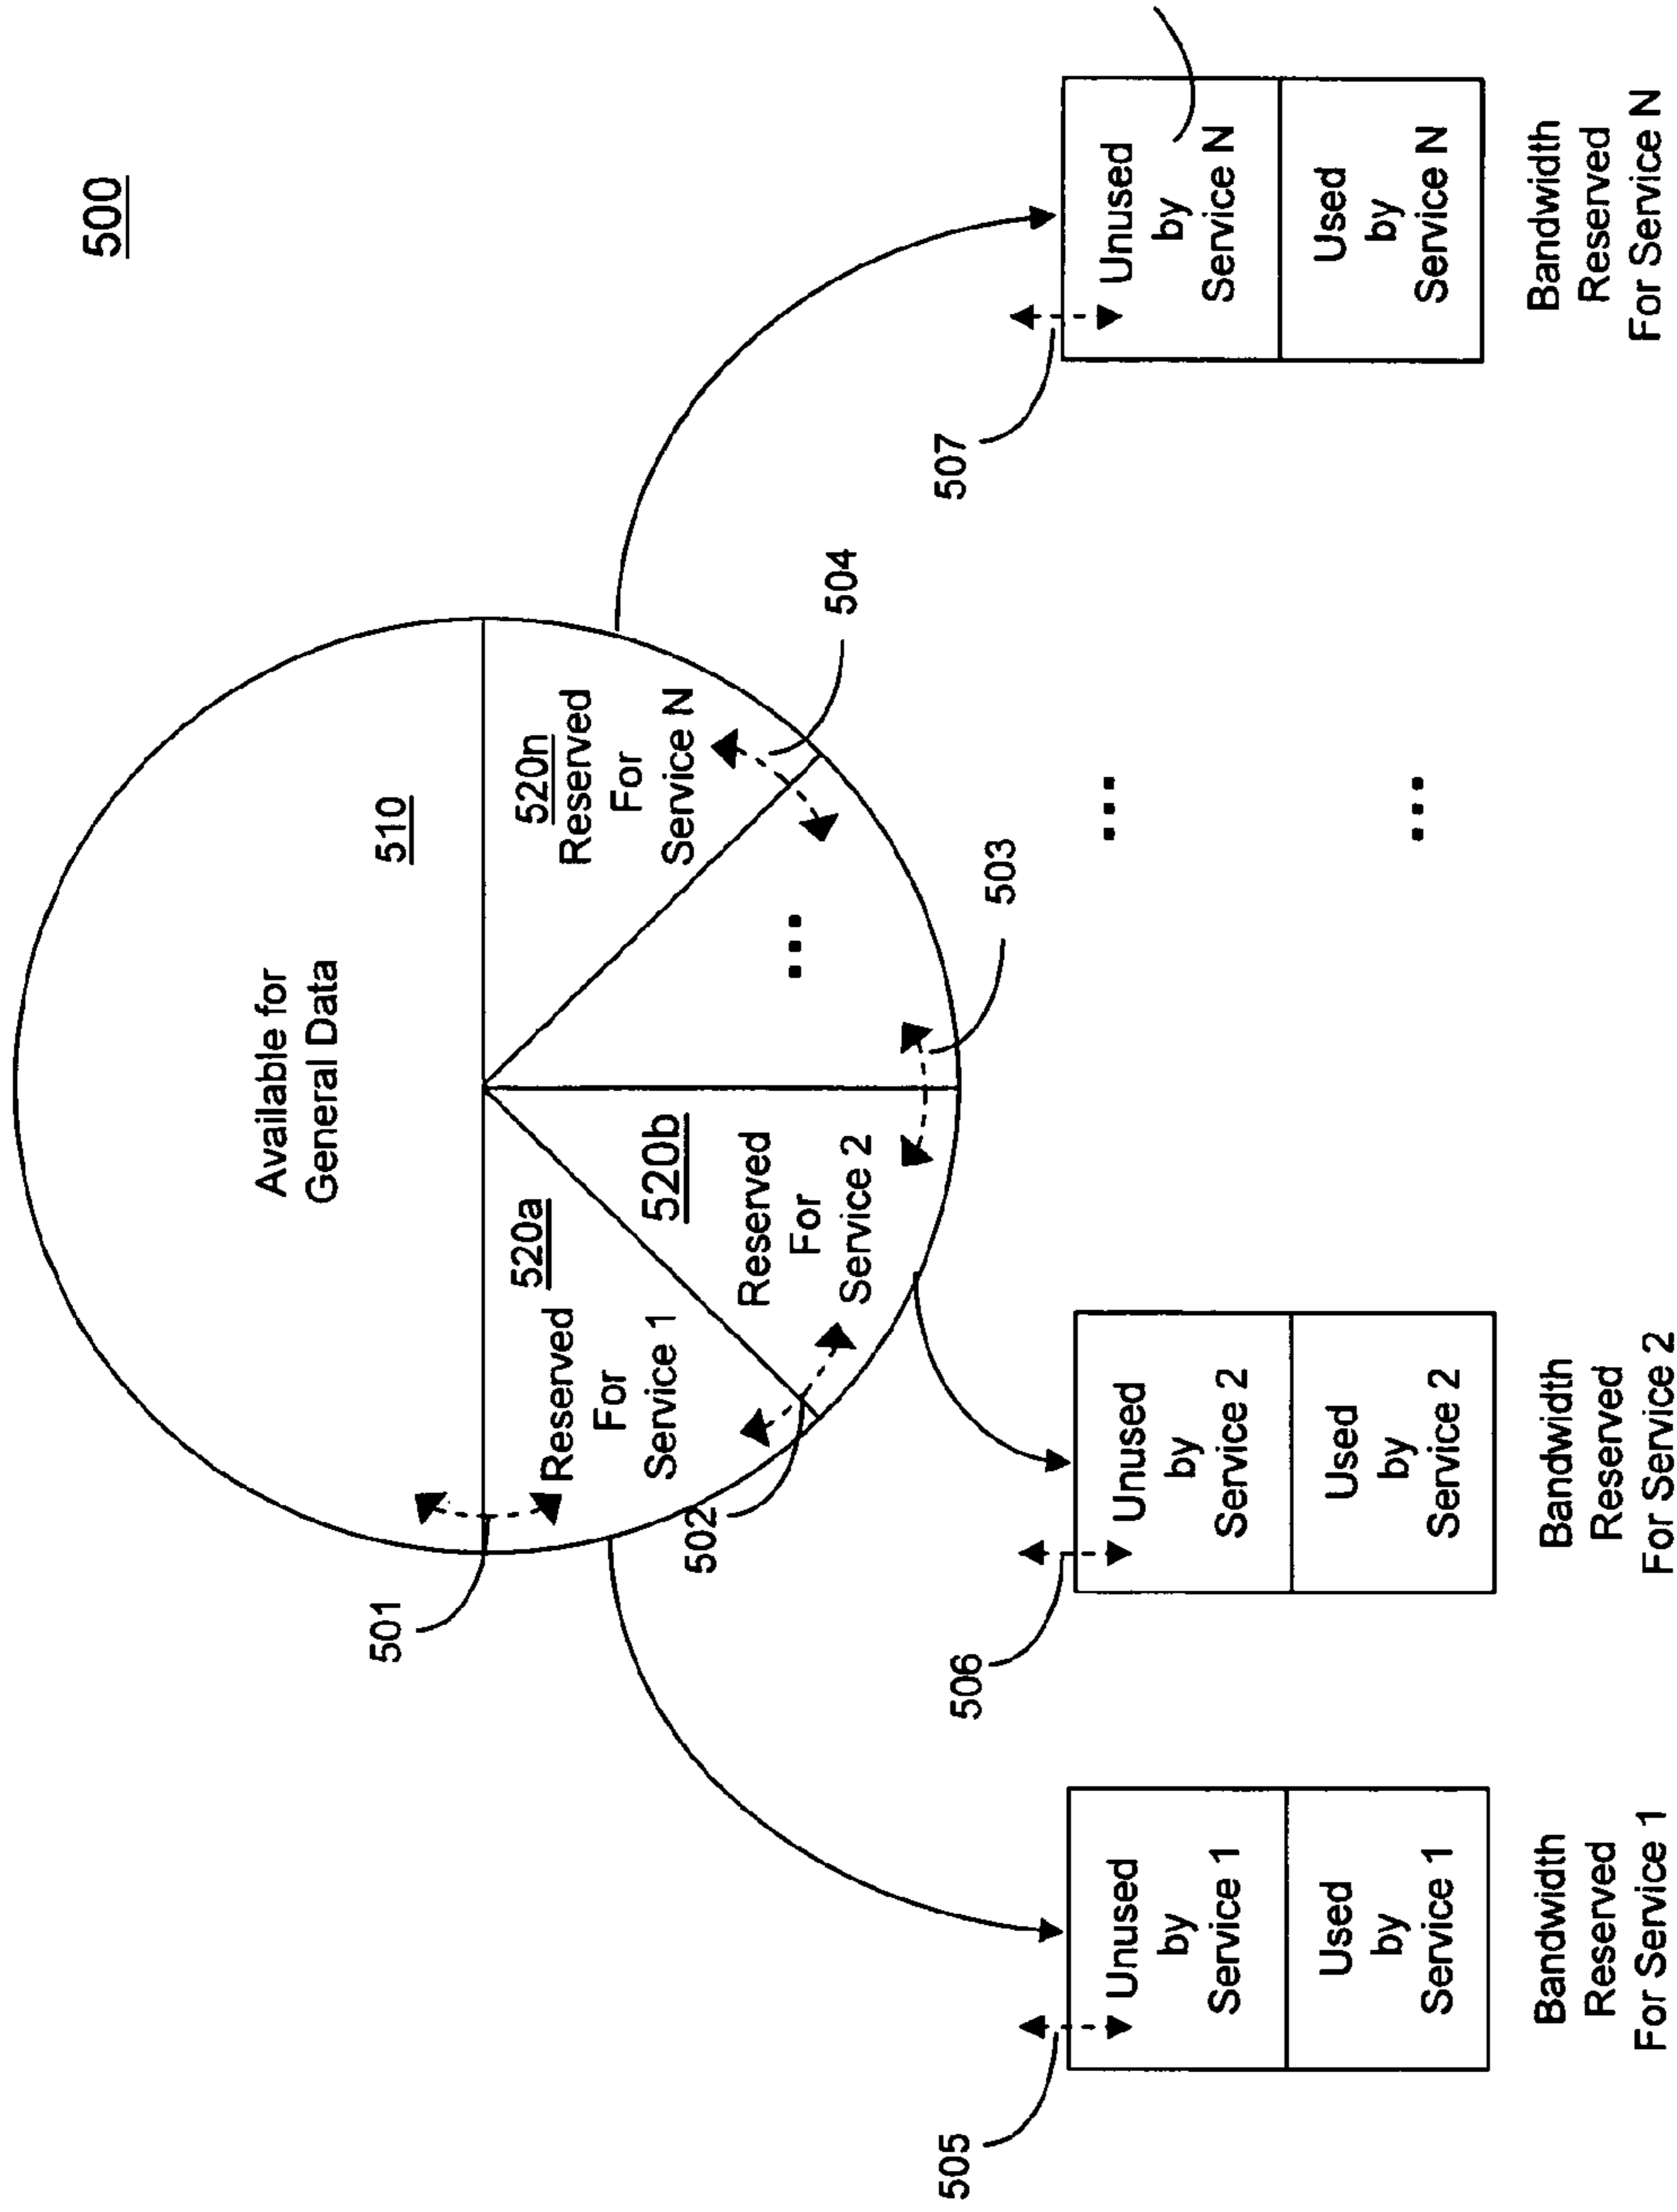 500
Available for
General Data
510
501
520a
Reserved
For
Service 1
502
520b
Reserved
For
Service 2
503
...
520n
Reserved
For
Service N
504
505
Unused
by
Service 1
Used
by
Service 1
Bandwidth
Reserved
For Service 1
506
Unused
by
Service 2
Used
by
Service 2
Bandwidth
Reserved
For Service 2
...
...
507
Unused
by
Service N
Used
by
Service N
Bandwidth
Reserved
For Service N